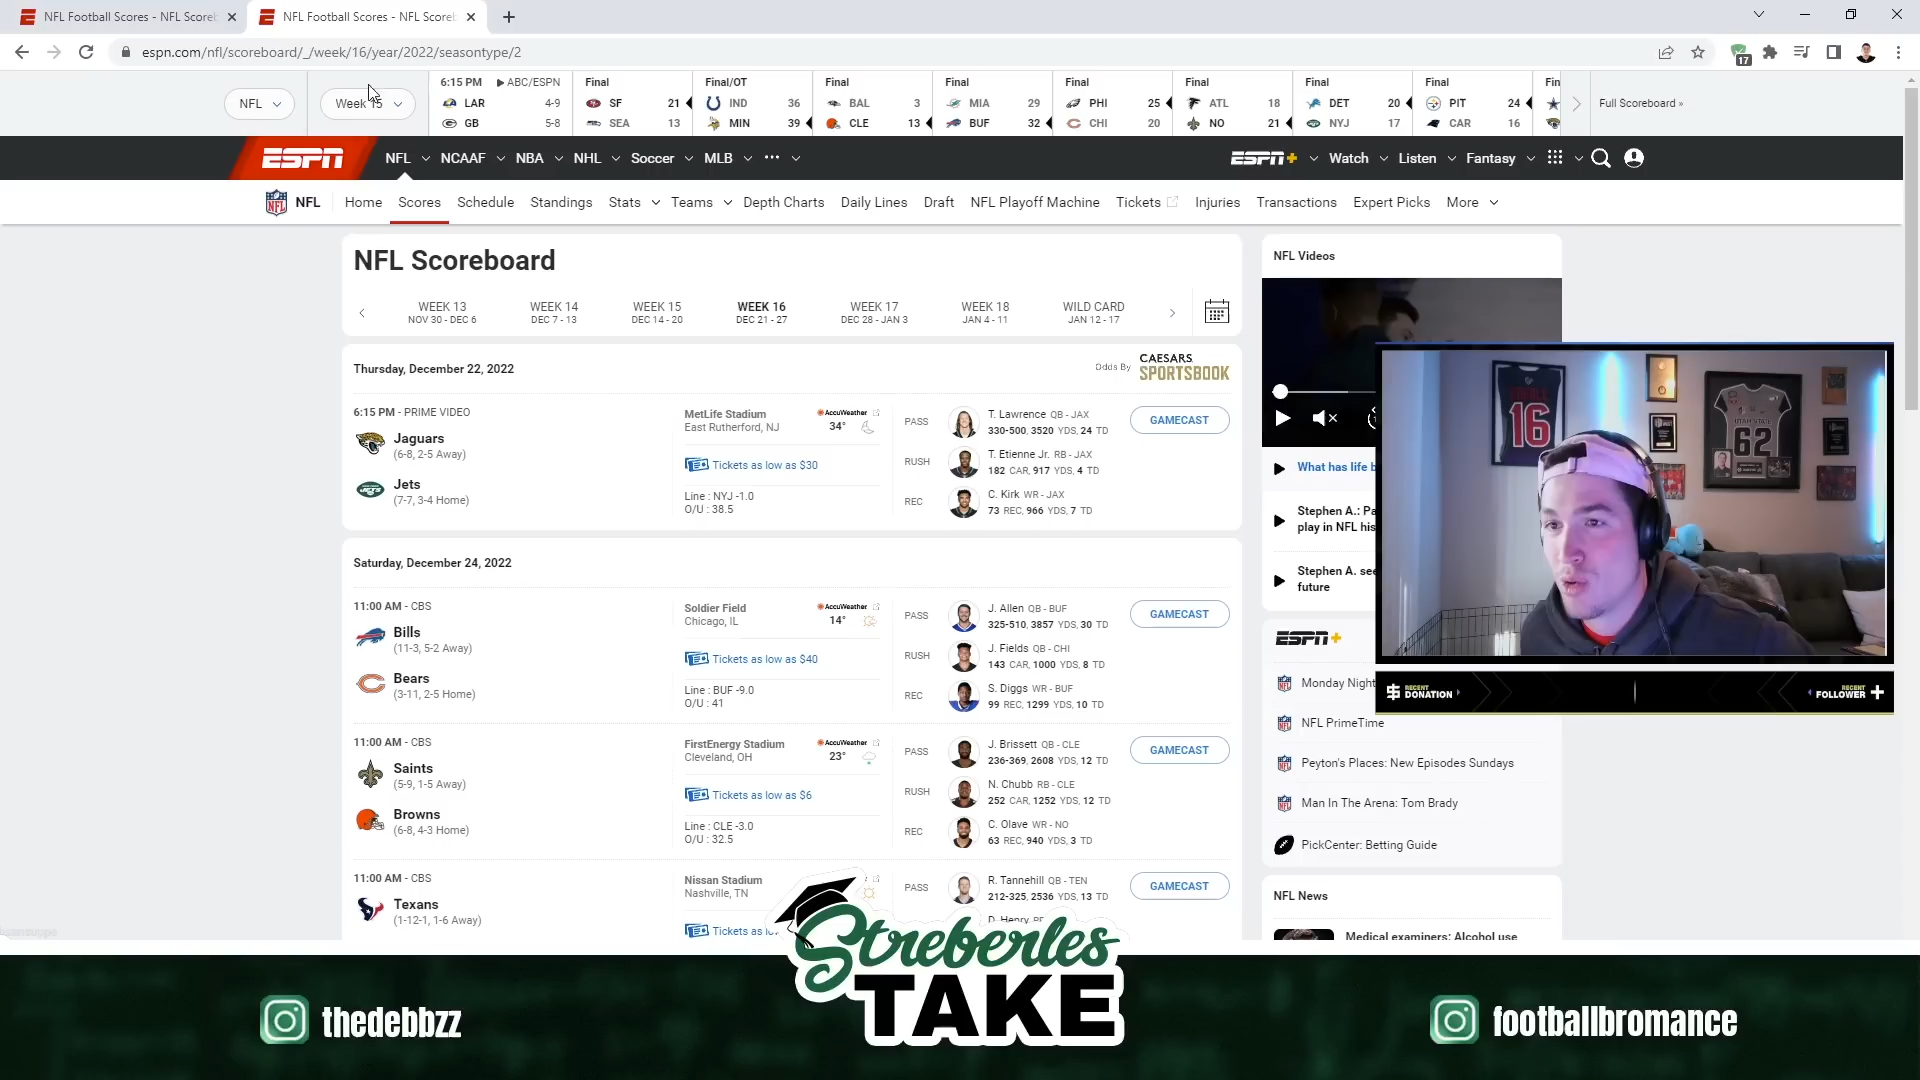 NFL Football Scores - NFL Scoreb
NFL Football Scores - NFL Scoreb
espn.com/nfl/scoreboard/_/week/16/year/2022/seasontype/2
17
NFL
Week 15
6:15 PM ABC/ESPN
LAR 4-9
GB 5-8
Final
SF 21
SEA 13
Final/OT
IND 36
MIN 39
Final
BAL 3
CLE 13
Final
MIA 29
BUF 32
Final
PHI 25
CHI 20
Final
ATL 18
NO 21
Final
DET 20
NYJ 17
Final
PIT 24
CAR 16
Fin
Full Scoreboard »
ESPN NFL NCAAF NBA NHL Soccer MLB ESPN+ Watch Listen Fantasy
NFL Home Scores Schedule Standings Stats Teams Depth Charts Daily Lines Draft NFL Playoff Machine Tickets Injuries Transactions Expert Picks More
NFL Scoreboard
WEEK 13 WEEK 14 WEEK 15 WEEK 16 WEEK 17 WEEK 18 WILD CARD
NOV 30 - DEC 6 DEC 7 - 13 DEC 14 - 20 DEC 21 - 27 DEC 28 - JAN 3 JAN 4 - 11 JAN 12 - 17
Thursday, December 22, 2022
Odds By CAESARS SPORTSBOOK
6:15 PM - PRIME VIDEO
Jaguars
(6-8, 2-5 Away)
Jets
(7-7, 3-4 Home)
MetLife Stadium
East Rutherford, NJ
AccuWeather
34°
Tickets as low as $30
Line : NYJ -1.0
O/U : 38.5
PASS T. Lawrence QB - JAX
330-500, 3520 YDS, 24 TD
RUSH T. Etienne Jr. RB - JAX
182 CAR, 917 YDS, 4 TD
REC C. Kirk WR - JAX
73 REC, 966 YDS, 7 TD
GAMECAST
Saturday, December 24, 2022
11:00 AM - CBS
Bills
(11-3, 5-2 Away)
Bears
(3-11, 2-5 Home)
Soldier Field
Chicago, IL
AccuWeather
14°
Tickets as low as $40
Line : BUF -9.0
O/U : 41
PASS J. Allen QB - BUF
325-510, 3857 YDS, 30 TD
RUSH J. Fields QB - CHI
143 CAR, 1000 YDS, 8 TD
REC S. Diggs WR - BUF
99 REC, 1299 YDS, 10 TD
GAMECAST
11:00 AM - CBS
Saints
(5-9, 1-5 Away)
Browns
(6-8, 4-3 Home)
FirstEnergy Stadium
Cleveland, OH
AccuWeather
23°
Tickets as low as $6
Line : CLE -3.0
O/U : 32.5
PASS J. Brissett QB - CLE
236-369, 2608 YDS, 12 TD
RUSH N. Chubb RB - CLE
252 CAR, 1252 YDS, 12 TD
REC C. Olave WR - NO
63 REC, 940 YDS, 3 TD
GAMECAST
11:00 AM - CBS
Texans
(1-12-1, 1-6 Away)
Nissan Stadium
Nashville, TN
Tickets as lo
PASS R. Tannehill QB - TEN
212-325, 2536 YDS, 13 TD
D. Henry
GAMECAST
NFL Videos
What has life b
Stephen A.: Pa
play in NFL his
Stephen A. see
future
ESPN+
Monday Night
NFL PrimeTime
Peyton's Places: New Episodes Sundays
Man In The Arena: Tom Brady
PickCenter: Betting Guide
NFL News
Medical examiners: Alcohol use
16
UTAH STATE
62
RECENT DONATION
RECENT FOLLOWER
Streberles
TAKE
thedebbzz
footballbromance